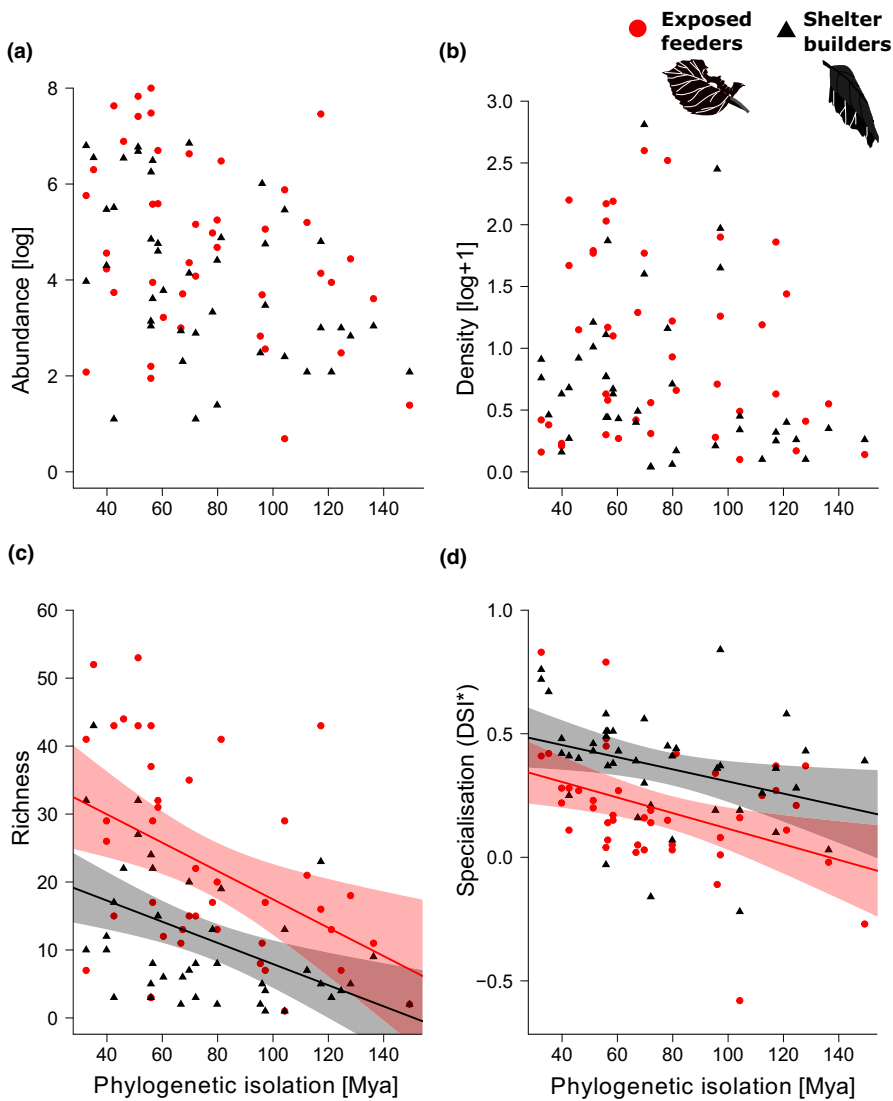 Exposed feeders
Shelter builders
(a)
(b)
8
6
4
2
0
Abundance [log]
40 60 80 100 120 140
3.0
2.5
2.0
1.5
1.0
0.5
0.0
Density [log+1]
40 60 80 100 120 140
(c)
(d)
60
50
40
30
20
10
0
Richness
40 60 80 100 120 140
Phylogenetic isolation [Mya]
1.0
0.5
0.0
−0.5
Specialisation (DSI*)
40 60 80 100 120 140
Phylogenetic isolation [Mya]